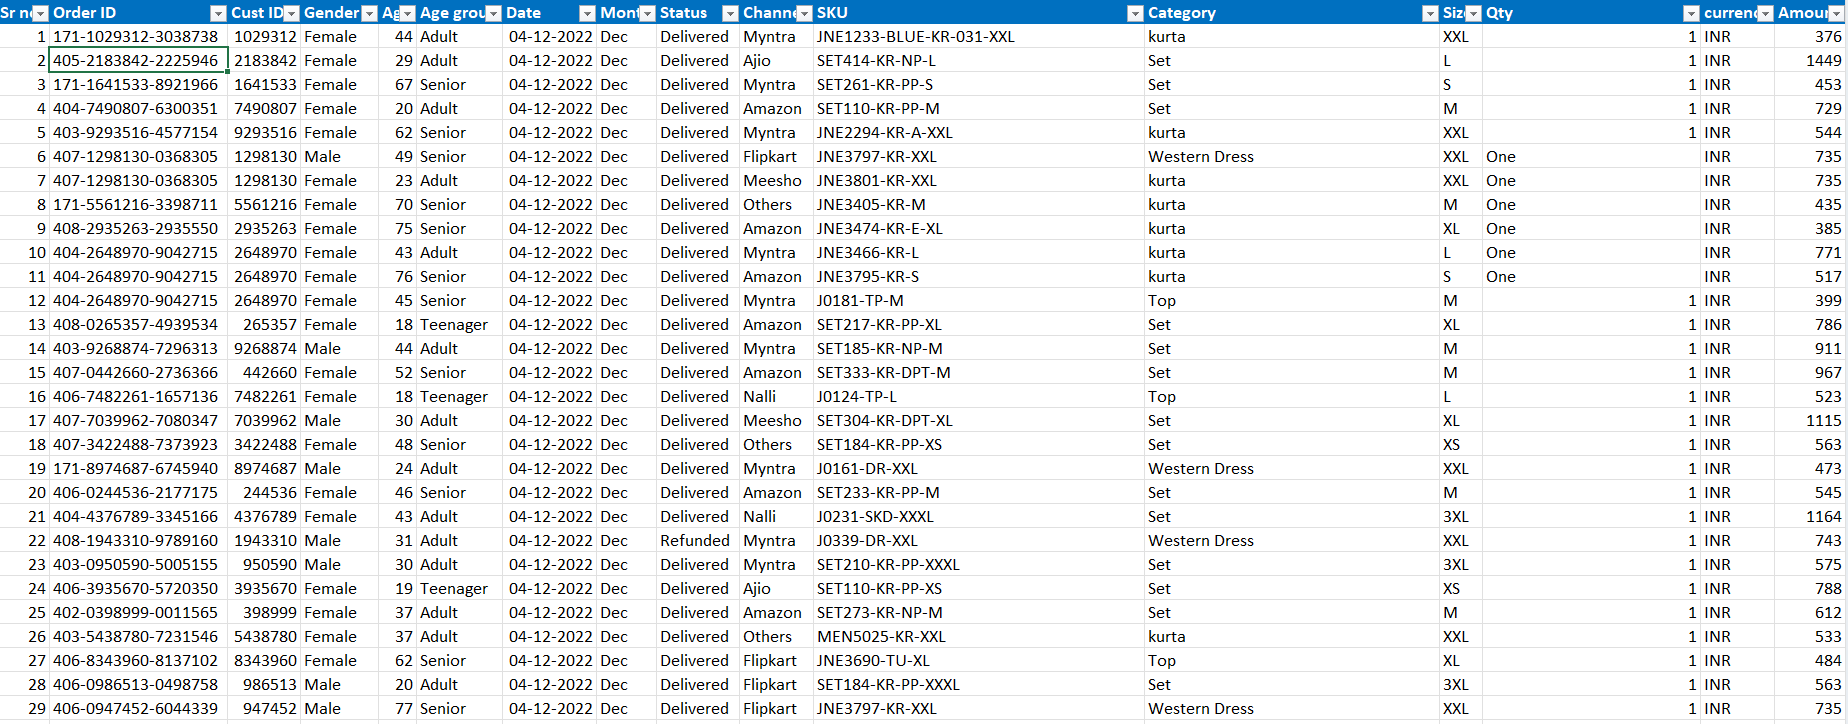 Sr n Order ID Cust ID Gender Ag Age grou Date Mont Status Channe SKU Category Siz Qty currenc Amoun
1 171-1029312-3038738 1029312 Female 44 Adult 04-12-2022 Dec Delivered Myntra JNE1233-BLUE-KR-031-XXL kurta XXL 1 INR 376
2 405-2183842-2225946 2183842 Female 29 Adult 04-12-2022 Dec Delivered Ajio SET414-KR-NP-L Set L 1 INR 1449
3 171-1641533-8921966 1641533 Female 67 Senior 04-12-2022 Dec Delivered Myntra SET261-KR-PP-S Set S 1 INR 453
4 404-7490807-6300351 7490807 Female 20 Adult 04-12-2022 Dec Delivered Amazon SET110-KR-PP-M Set M 1 INR 729
5 403-9293516-4577154 9293516 Female 62 Senior 04-12-2022 Dec Delivered Myntra JNE2294-KR-A-XXL kurta XXL 1 INR 544
6 407-1298130-0368305 1298130 Male 49 Senior 04-12-2022 Dec Delivered Flipkart JNE3797-KR-XXL Western Dress XXL One INR 735
7 407-1298130-0368305 1298130 Female 23 Adult 04-12-2022 Dec Delivered Meesho JNE3801-KR-XXL kurta XXL One INR 735
8 171-5561216-3398711 5561216 Female 70 Senior 04-12-2022 Dec Delivered Others JNE3405-KR-M kurta M One INR 435
9 408-2935263-2935550 2935263 Female 75 Senior 04-12-2022 Dec Delivered Amazon JNE3474-KR-E-XL kurta XL One INR 385
10 404-2648970-9042715 2648970 Female 43 Adult 04-12-2022 Dec Delivered Myntra JNE3466-KR-L kurta L One INR 771
11 404-2648970-9042715 2648970 Female 76 Senior 04-12-2022 Dec Delivered Amazon JNE3795-KR-S kurta S One INR 517
12 404-2648970-9042715 2648970 Female 45 Senior 04-12-2022 Dec Delivered Myntra J0181-TP-M Top M 1 INR 399
13 408-0265357-4939534 265357 Female 18 Teenager 04-12-2022 Dec Delivered Amazon SET217-KR-PP-XL Set XL 1 INR 786
14 403-9268874-7296313 9268874 Male 44 Adult 04-12-2022 Dec Delivered Myntra SET185-KR-NP-M Set M 1 INR 911
15 407-0442660-2736366 442660 Female 52 Senior 04-12-2022 Dec Delivered Amazon SET333-KR-DPT-M Set M 1 INR 967
16 406-7482261-1657136 7482261 Female 18 Teenager 04-12-2022 Dec Delivered Nalli J0124-TP-L Top L 1 INR 523
17 407-7039962-7080347 7039962 Male 30 Adult 04-12-2022 Dec Delivered Meesho SET304-KR-DPT-XL Set XL 1 INR 1115
18 407-3422488-7373923 3422488 Female 48 Senior 04-12-2022 Dec Delivered Others SET184-KR-PP-XS Set XS 1 INR 563
19 171-8974687-6745940 8974687 Male 24 Adult 04-12-2022 Dec Delivered Myntra J0161-DR-XXL Western Dress XXL 1 INR 473
20 406-0244536-2177175 244536 Female 46 Senior 04-12-2022 Dec Delivered Amazon SET233-KR-PP-M Set M 1 INR 545
21 404-4376789-3345166 4376789 Female 43 Adult 04-12-2022 Dec Delivered Nalli J0231-SKD-XXXL Set 3XL 1 INR 1164
22 408-1943310-9789160 1943310 Male 31 Adult 04-12-2022 Dec Refunded Myntra J0339-DR-XXL Western Dress XXL 1 INR 743
23 403-0950590-5005155 950590 Male 30 Adult 04-12-2022 Dec Delivered Myntra SET210-KR-PP-XXXL Set 3XL 1 INR 575
24 406-3935670-5720350 3935670 Female 19 Teenager 04-12-2022 Dec Delivered Ajio SET110-KR-PP-XS Set XS 1 INR 788
25 402-0398999-0011565 398999 Female 37 Adult 04-12-2022 Dec Delivered Amazon SET273-KR-NP-M Set M 1 INR 612
26 403-5438780-7231546 5438780 Female 37 Adult 04-12-2022 Dec Delivered Others MEN5025-KR-XXL kurta XXL 1 INR 533
27 406-8343960-8137102 8343960 Female 62 Senior 04-12-2022 Dec Delivered Flipkart JNE3690-TU-XL Top XL 1 INR 484
28 406-0986513-0498758 986513 Male 20 Adult 04-12-2022 Dec Delivered Flipkart SET184-KR-PP-XXXL Set 3XL 1 INR 563
29 406-0947452-6044339 947452 Male 77 Senior 04-12-2022 Dec Delivered Flipkart JNE3797-KR-XXL Western Dress XXL 1 INR 735